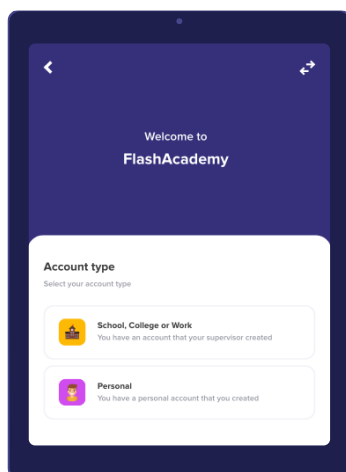 Welcome to
FlashAcademy
Account type
Select your account type
School, College or Work
You have an account that your supervisor created
Personal
You have a personal account that you created